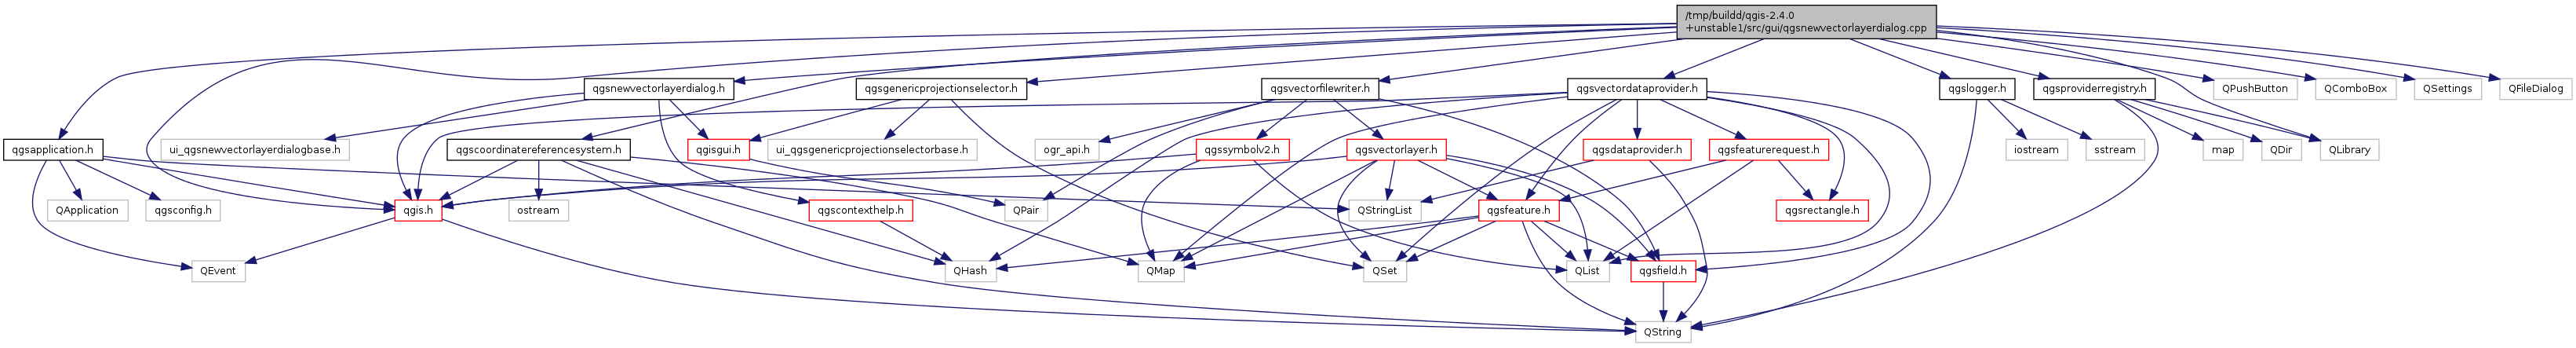 /tmp/buildd/qgis-2.4.0
+unstable1/src/gui/qgsnewvectorlayerdialog.cpp
qgsnewvectorlayerdialog.h
qgsgenericprojectionselector.h
qgsvectorfilewriter.h
qgsvectordataprovider.h
qgslogger.h
qgsproviderregistry.h
QPushButton
QComboBox
QSettings
QFileDialog
qgsapplication.h
ui_qgsnewvectorlayerdialogbase.h
qgscoordinatereferencesystem.h
qgisgui.h
ui_qgsgenericprojectionselectorbase.h
ogr_api.h
qgssymbolv2.h
qgsvectorlayer.h
qgsdataprovider.h
qgsfeaturerequest.h
iostream
sstream
map
QDir
QLibrary
QApplication
qgsconfig.h
qgis.h
ostream
qgscontexthelp.h
QPair
QStringList
qgsfeature.h
qgsrectangle.h
QEvent
QHash
QMap
QSet
QList
qgsfield.h
QString